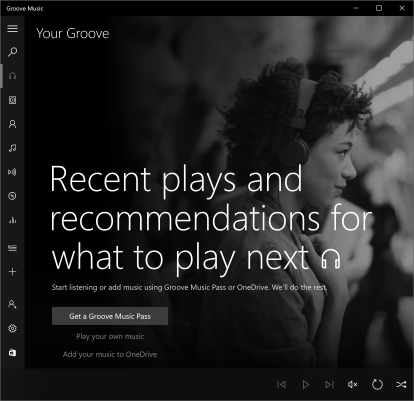 Groove Music
Your Groove
Recent plays and
recommendations for
what to play next
Start listening or add music using Groove Music Pass or OneDrive. We'll do the rest.
Get a Groove Music Pass
Play your own music
Add your music to OneDrive